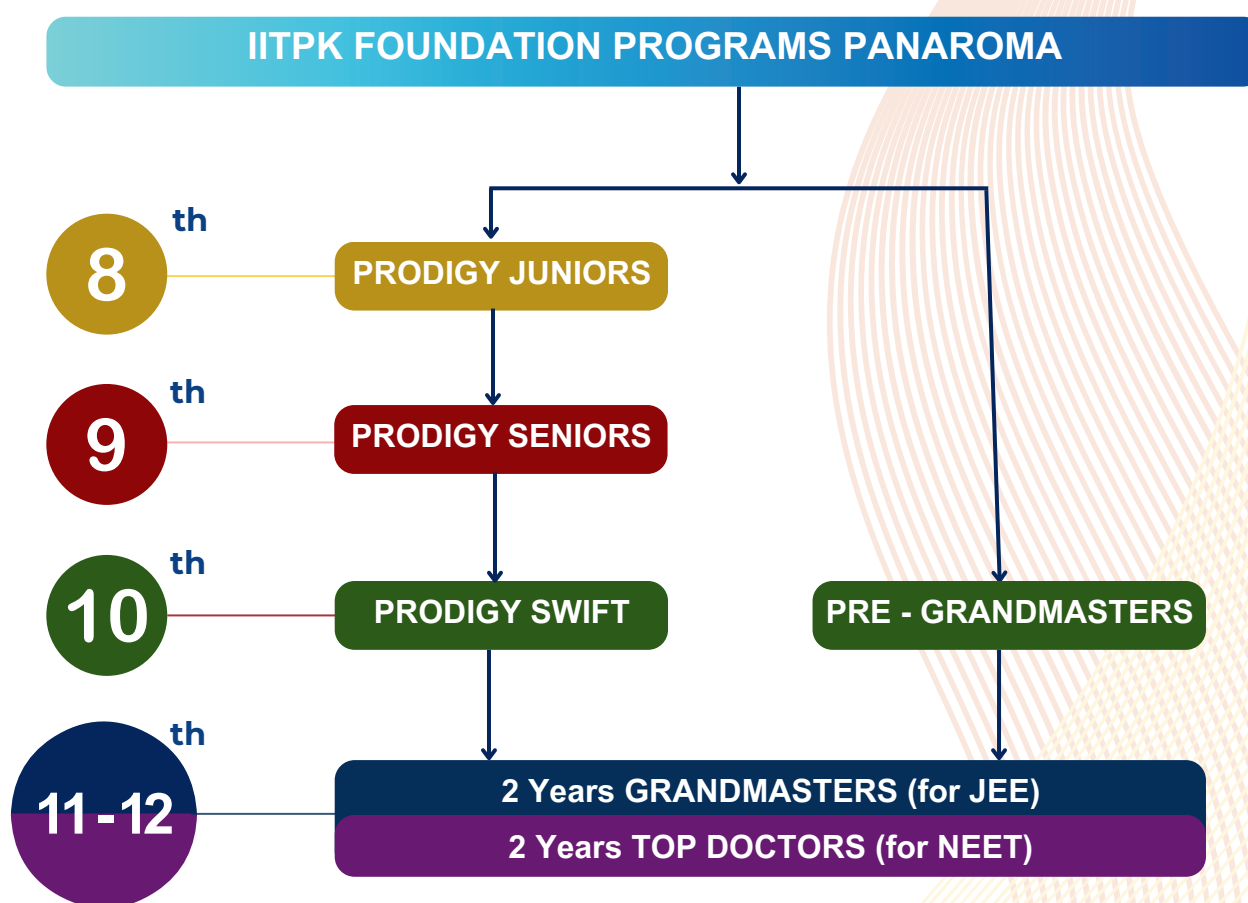 IITPK FOUNDATION PROGRAMS PANAROMA
8th
PRODIGY JUNIORS
9th
PRODIGY SENIORS
10th
PRODIGY SWIFT
PRE - GRANDMASTERS
11-12th
2 Years GRANDMASTERS (for JEE)
2 Years TOP DOCTORS (for NEET)